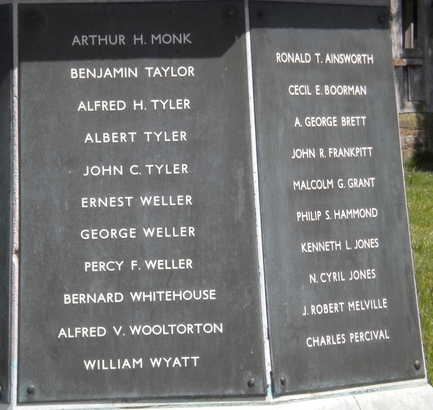 ARTHUR H. MONK
BENJAMIN TAYLOR
ALFRED H. TYLER
ALBERT TYLER
JOHN C. TYLER
ERNEST WELLER
GEORGE WELLER
PERCY F. WELLER
BERNARD WHITEHOUSE
ALFRED V. WOOLTORTON
WILLIAM WYATT
RONALD T. AINSWORTH
CECIL E. BOORMAN
A. GEORGE BRETT
JOHN R. FRANKPITT
MALCOLM G. GRANT
PHILIP S. HAMMOND
KENNETH L. JONES
N. CYRIL JONES
J. ROBERT MELVILLE
CHARLES PERCIVAL